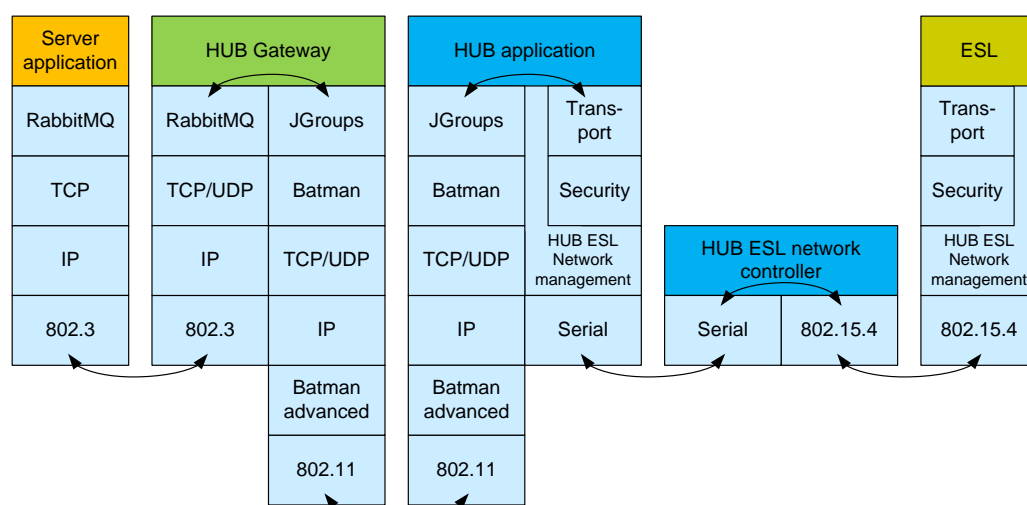 Server
application
RabbitMQ
TCP
IP
802.3
HUB Gateway
RabbitMQ
TCP/UDP
IP
802.3
JGroups
Batman
TCP/UDP
IP
Batman
advanced
802.11
HUB application
JGroups
Batman
TCP/UDP
IP
Batman
advanced
802.11
Trans-
port
Security
HUB ESL
Network
management
Serial
HUB ESL network
controller
Serial
802.15.4
ESL
Trans-
port
Security
HUB ESL
Network
management
802.15.4